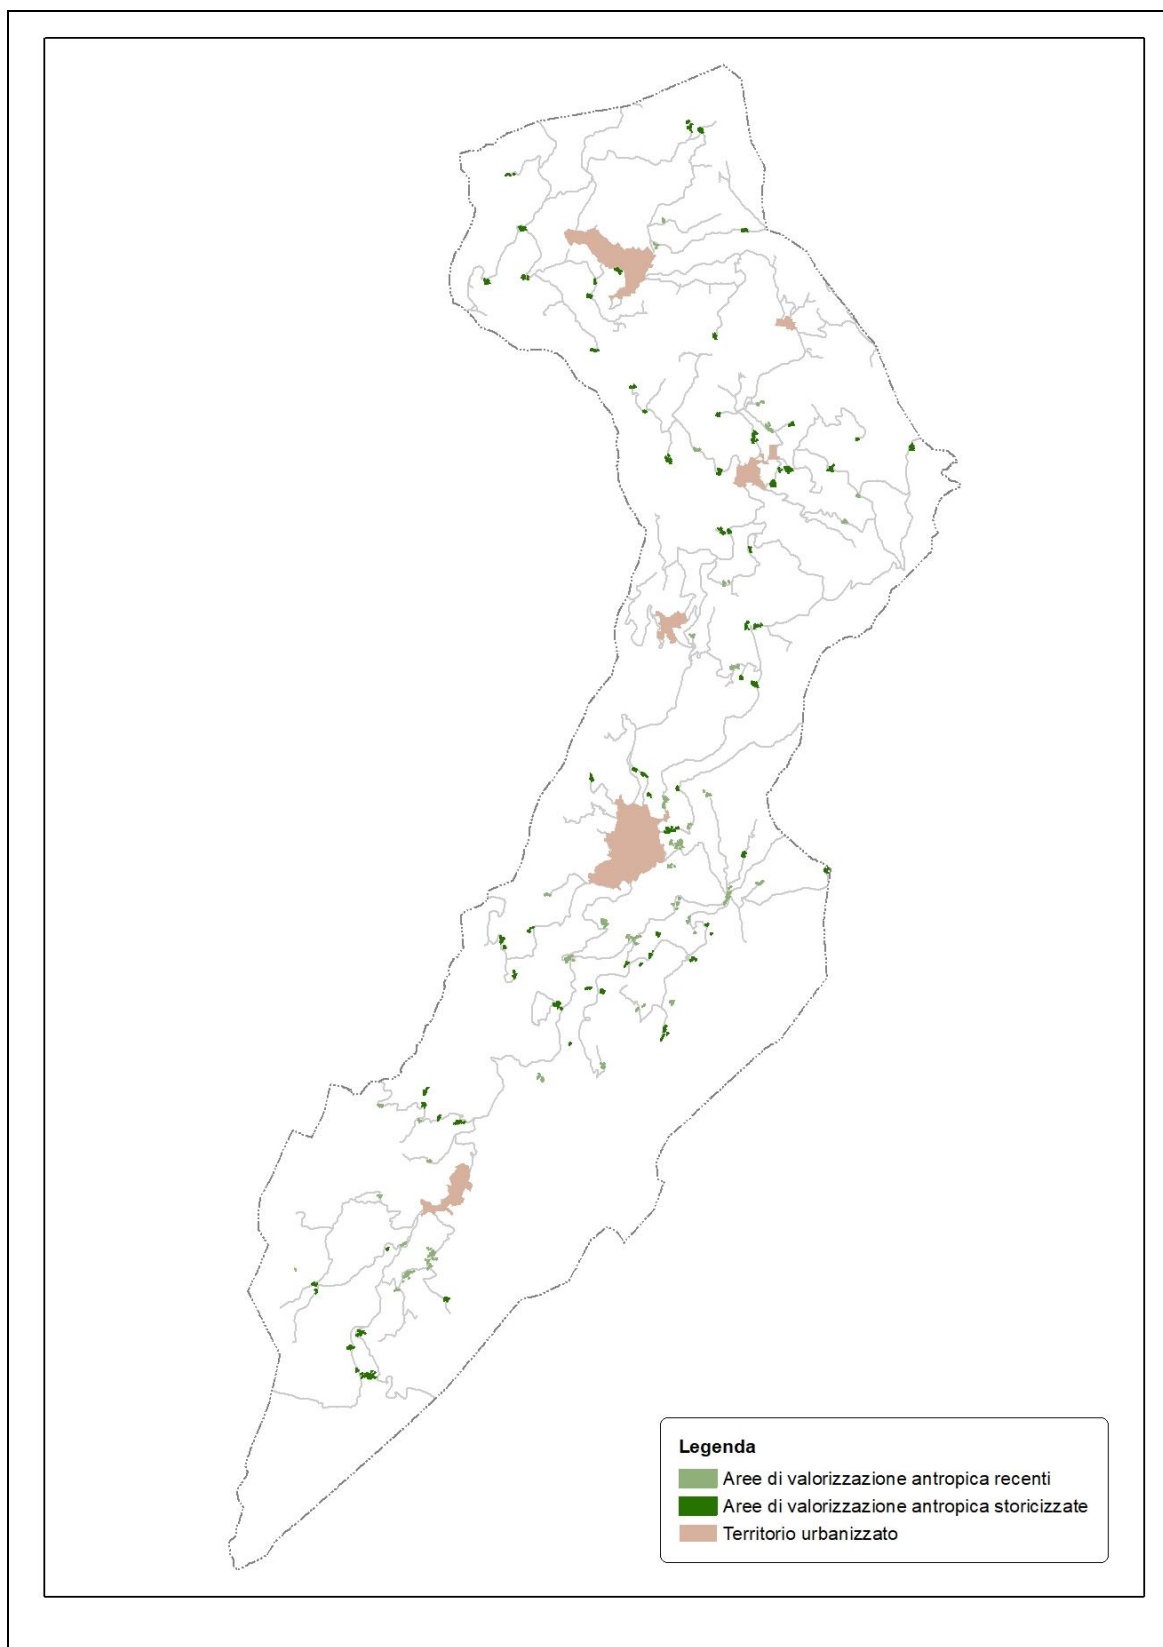 Legenda
Aree di valorizzazione antropica recenti
Aree di valorizzazione antropica storicizzate
Territorio urbanizzato